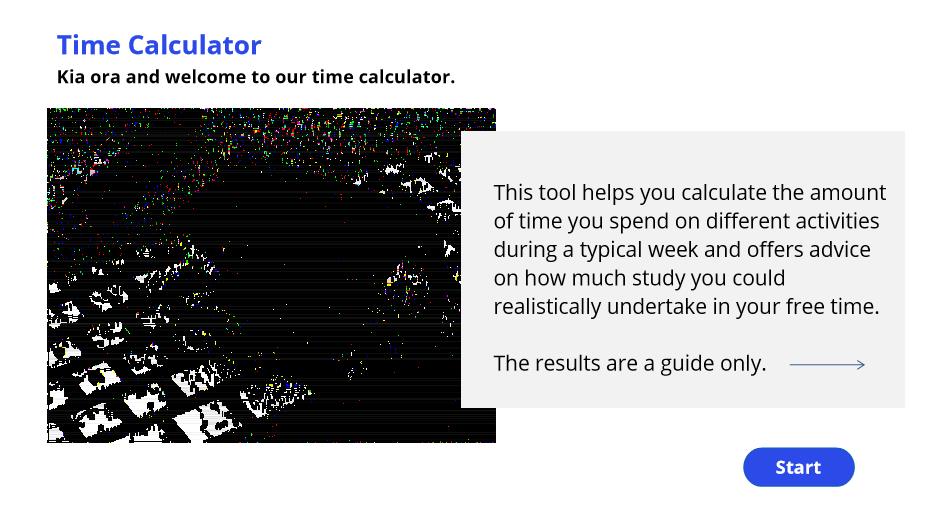 Time Calculator
Kia ora and welcome to our time calculator.
This tool helps you calculate the amount
of time you spend on different activities
during a typical week and offers advice
on how much study you could
realistically undertake in your free time.
The results are a guide only.
Start